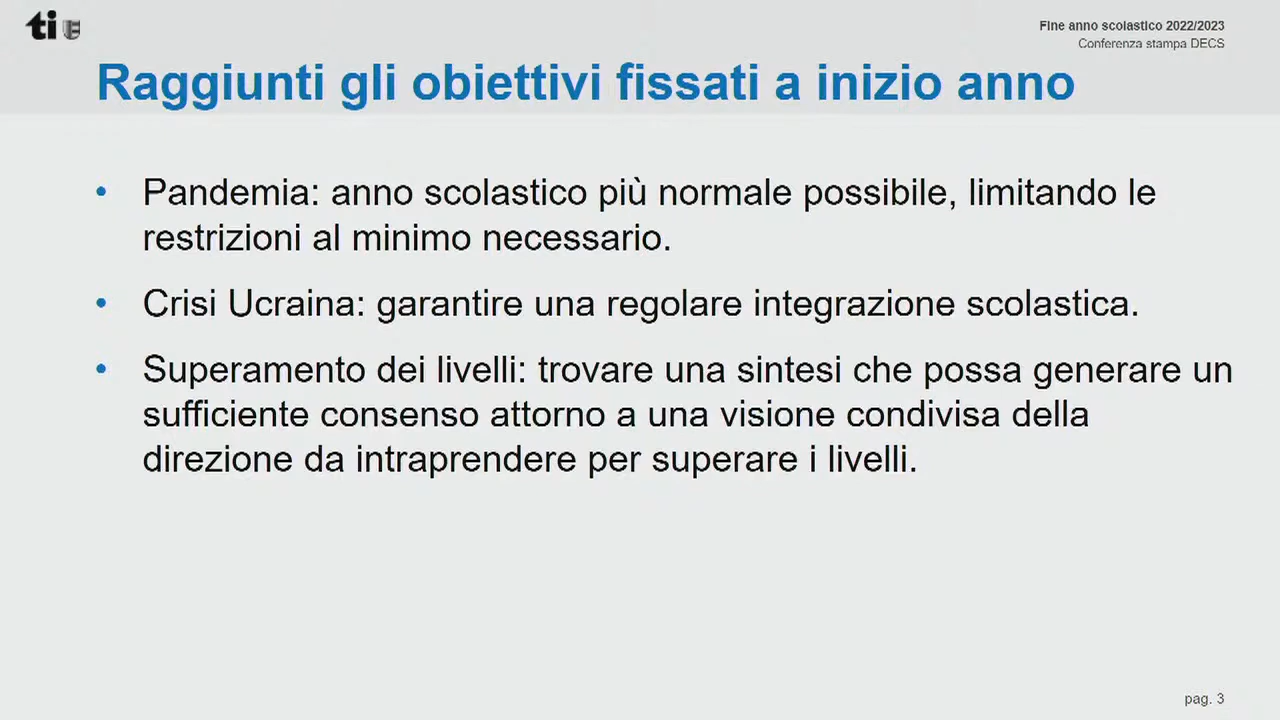 ti
Fine anno scolastico 2022/2023
Conferenza stampa DECS
Raggiunti gli obiettivi fissati a inizio anno
• Pandemia: anno scolastico più normale possibile, limitando le
restrizioni al minimo necessario.
• Crisi Ucraina: garantire una regolare integrazione scolastica.
• Superamento dei livelli: trovare una sintesi che possa generare un
sufficiente consenso attorno a una visione condivisa della
direzione da intraprendere per superare i livelli.
pag. 3